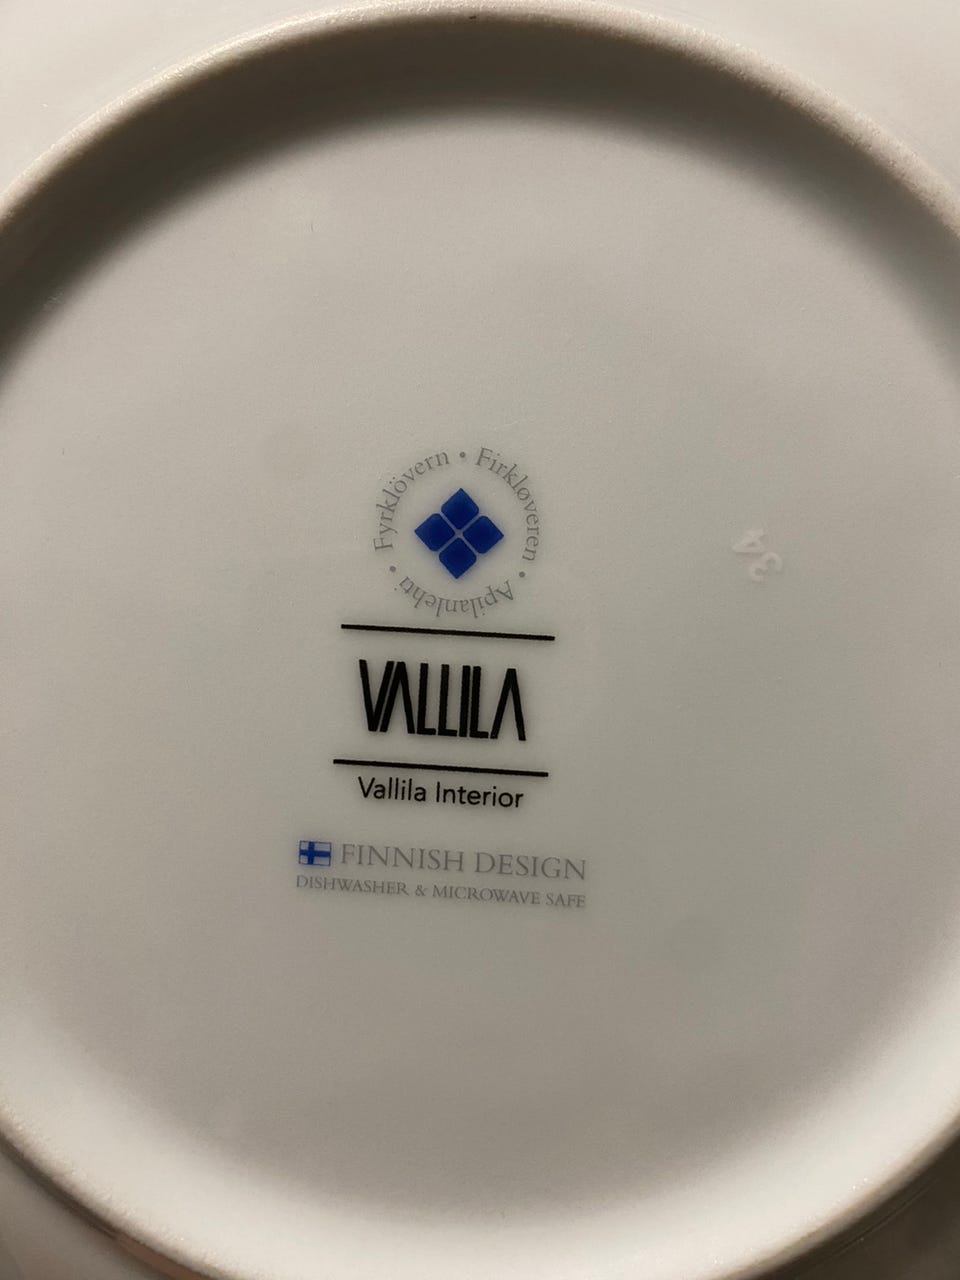 Fyrklövern • Firkløveren • Apilanlehti •
VALLILA
Vallila Interior
FINNISH DESIGN
DISHWASHER & MICROWAVE SAFE
34